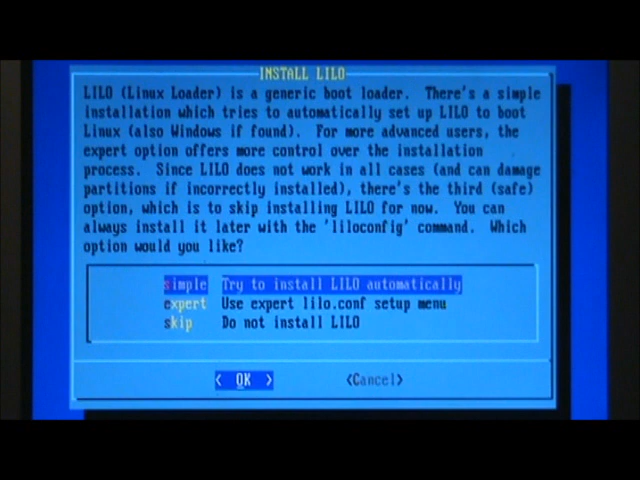 INSTALL LILO
LILO (Linux Loader) is a generic boot loader.  There's a simple
installation which tries to automatically set up LILO to boot
Linux (also Windows if found).  For more advanced users, the
expert option offers more control over the installation
process.  Since LILO does not work in all cases (and can damage
partitions if incorrectly installed), there's the third (safe)
option, which is to skip installing LILO for now.  You can
always install it later with the 'liloconfig' command.  Which
option would you like?
simple  Try to install LILO automatically
expert  Use expert lilo.conf setup menu
skip  Do not install LILO
<  OK  >  <Cancel>